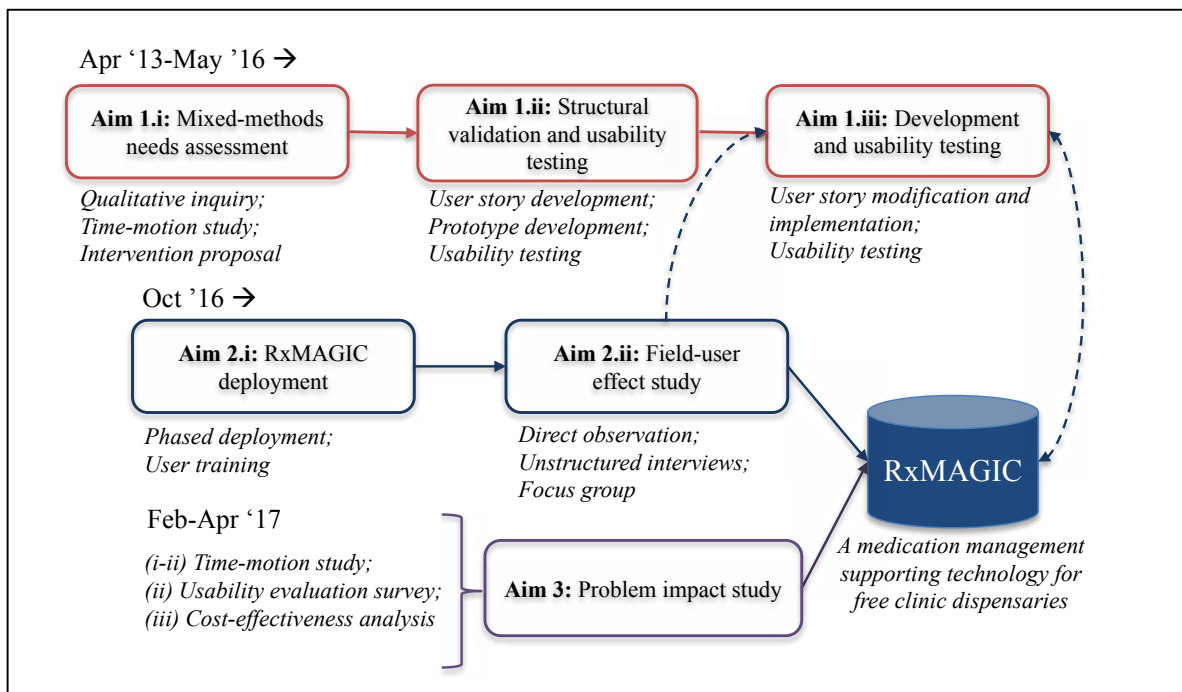 Apr ‘13-May ’16 →
Aim 1.i: Mixed-methods
needs assessment
Aim 1.ii: Structural
validation and usability
testing
Aim 1.iii: Development
and usability testing
Qualitative inquiry;
Time-motion study;
Intervention proposal
User story development;
Prototype development;
Usability testing
User story modification and
implementation;
Usability testing
Oct ’16 →
Aim 2.i: RxMAGIC
deployment
Aim 2.ii: Field-user
effect study
Phased deployment;
User training
Direct observation;
Unstructured interviews;
Focus group
RxMAGIC
A medication management
supporting technology for
free clinic dispensaries
Feb-Apr ‘17
(i-ii) Time-motion study;
(ii) Usability evaluation survey;
(iii) Cost-effectiveness analysis
Aim 3: Problem impact study